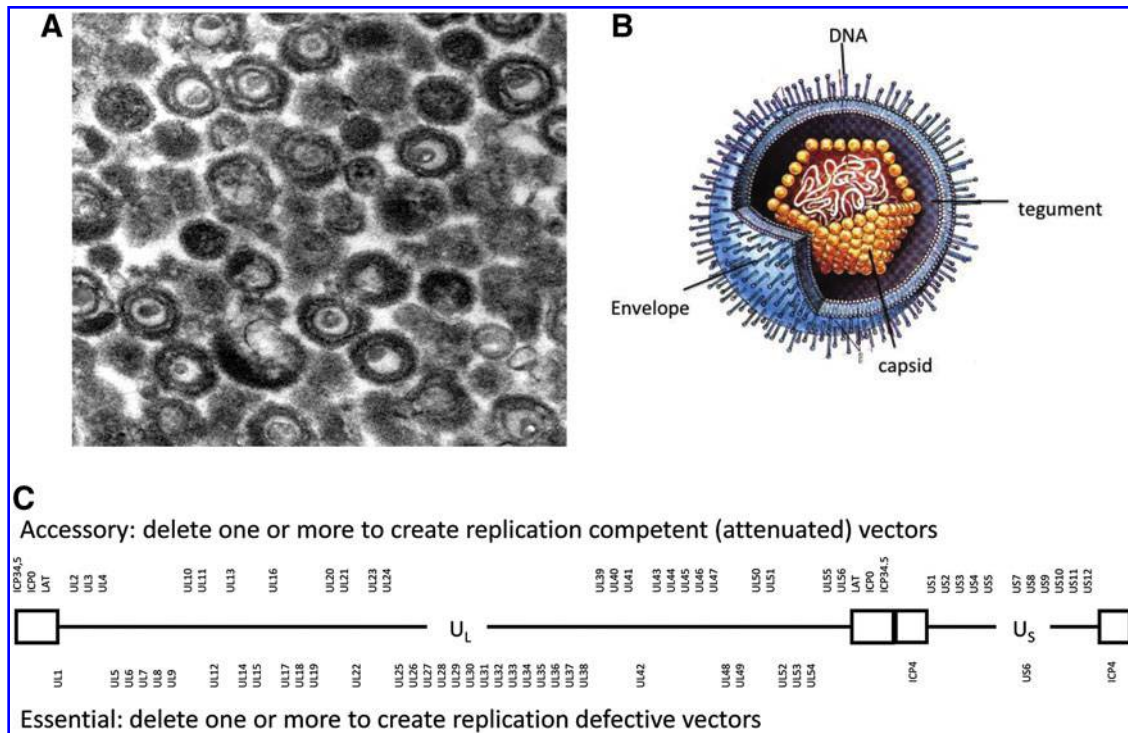 A
B
DNA
tegument
Envelope
capsid
C
Accessory: delete one or more to create replication competent (attenuated) vectors
ICP34,5 ICP0 LAT UL2 UL3 UL4 UL10 UL11 UL13 UL16 UL20 UL21 UL23 UL24 UL39 UL40 UL41 UL43 UL44 UL45 UL46 UL47 UL50 UL51 UL55 UL56 LAT ICP0 ICP34.5 US1 US2 US3 US4 US5 US7 US8 US9 US10 US11 US12
UL US
UL1 UL5 UL6 UL7 UL8 UL9 UL12 UL14 UL15 UL17 UL18 UL19 UL22 UL25 UL26 UL27 UL28 UL29 UL30 UL31 UL32 UL33 UL34 UL35 UL36 UL37 UL38 UL42 UL48 UL49 UL52 UL53 UL54 ICP4 US6 ICP4
Essential: delete one or more to create replication defective vectors